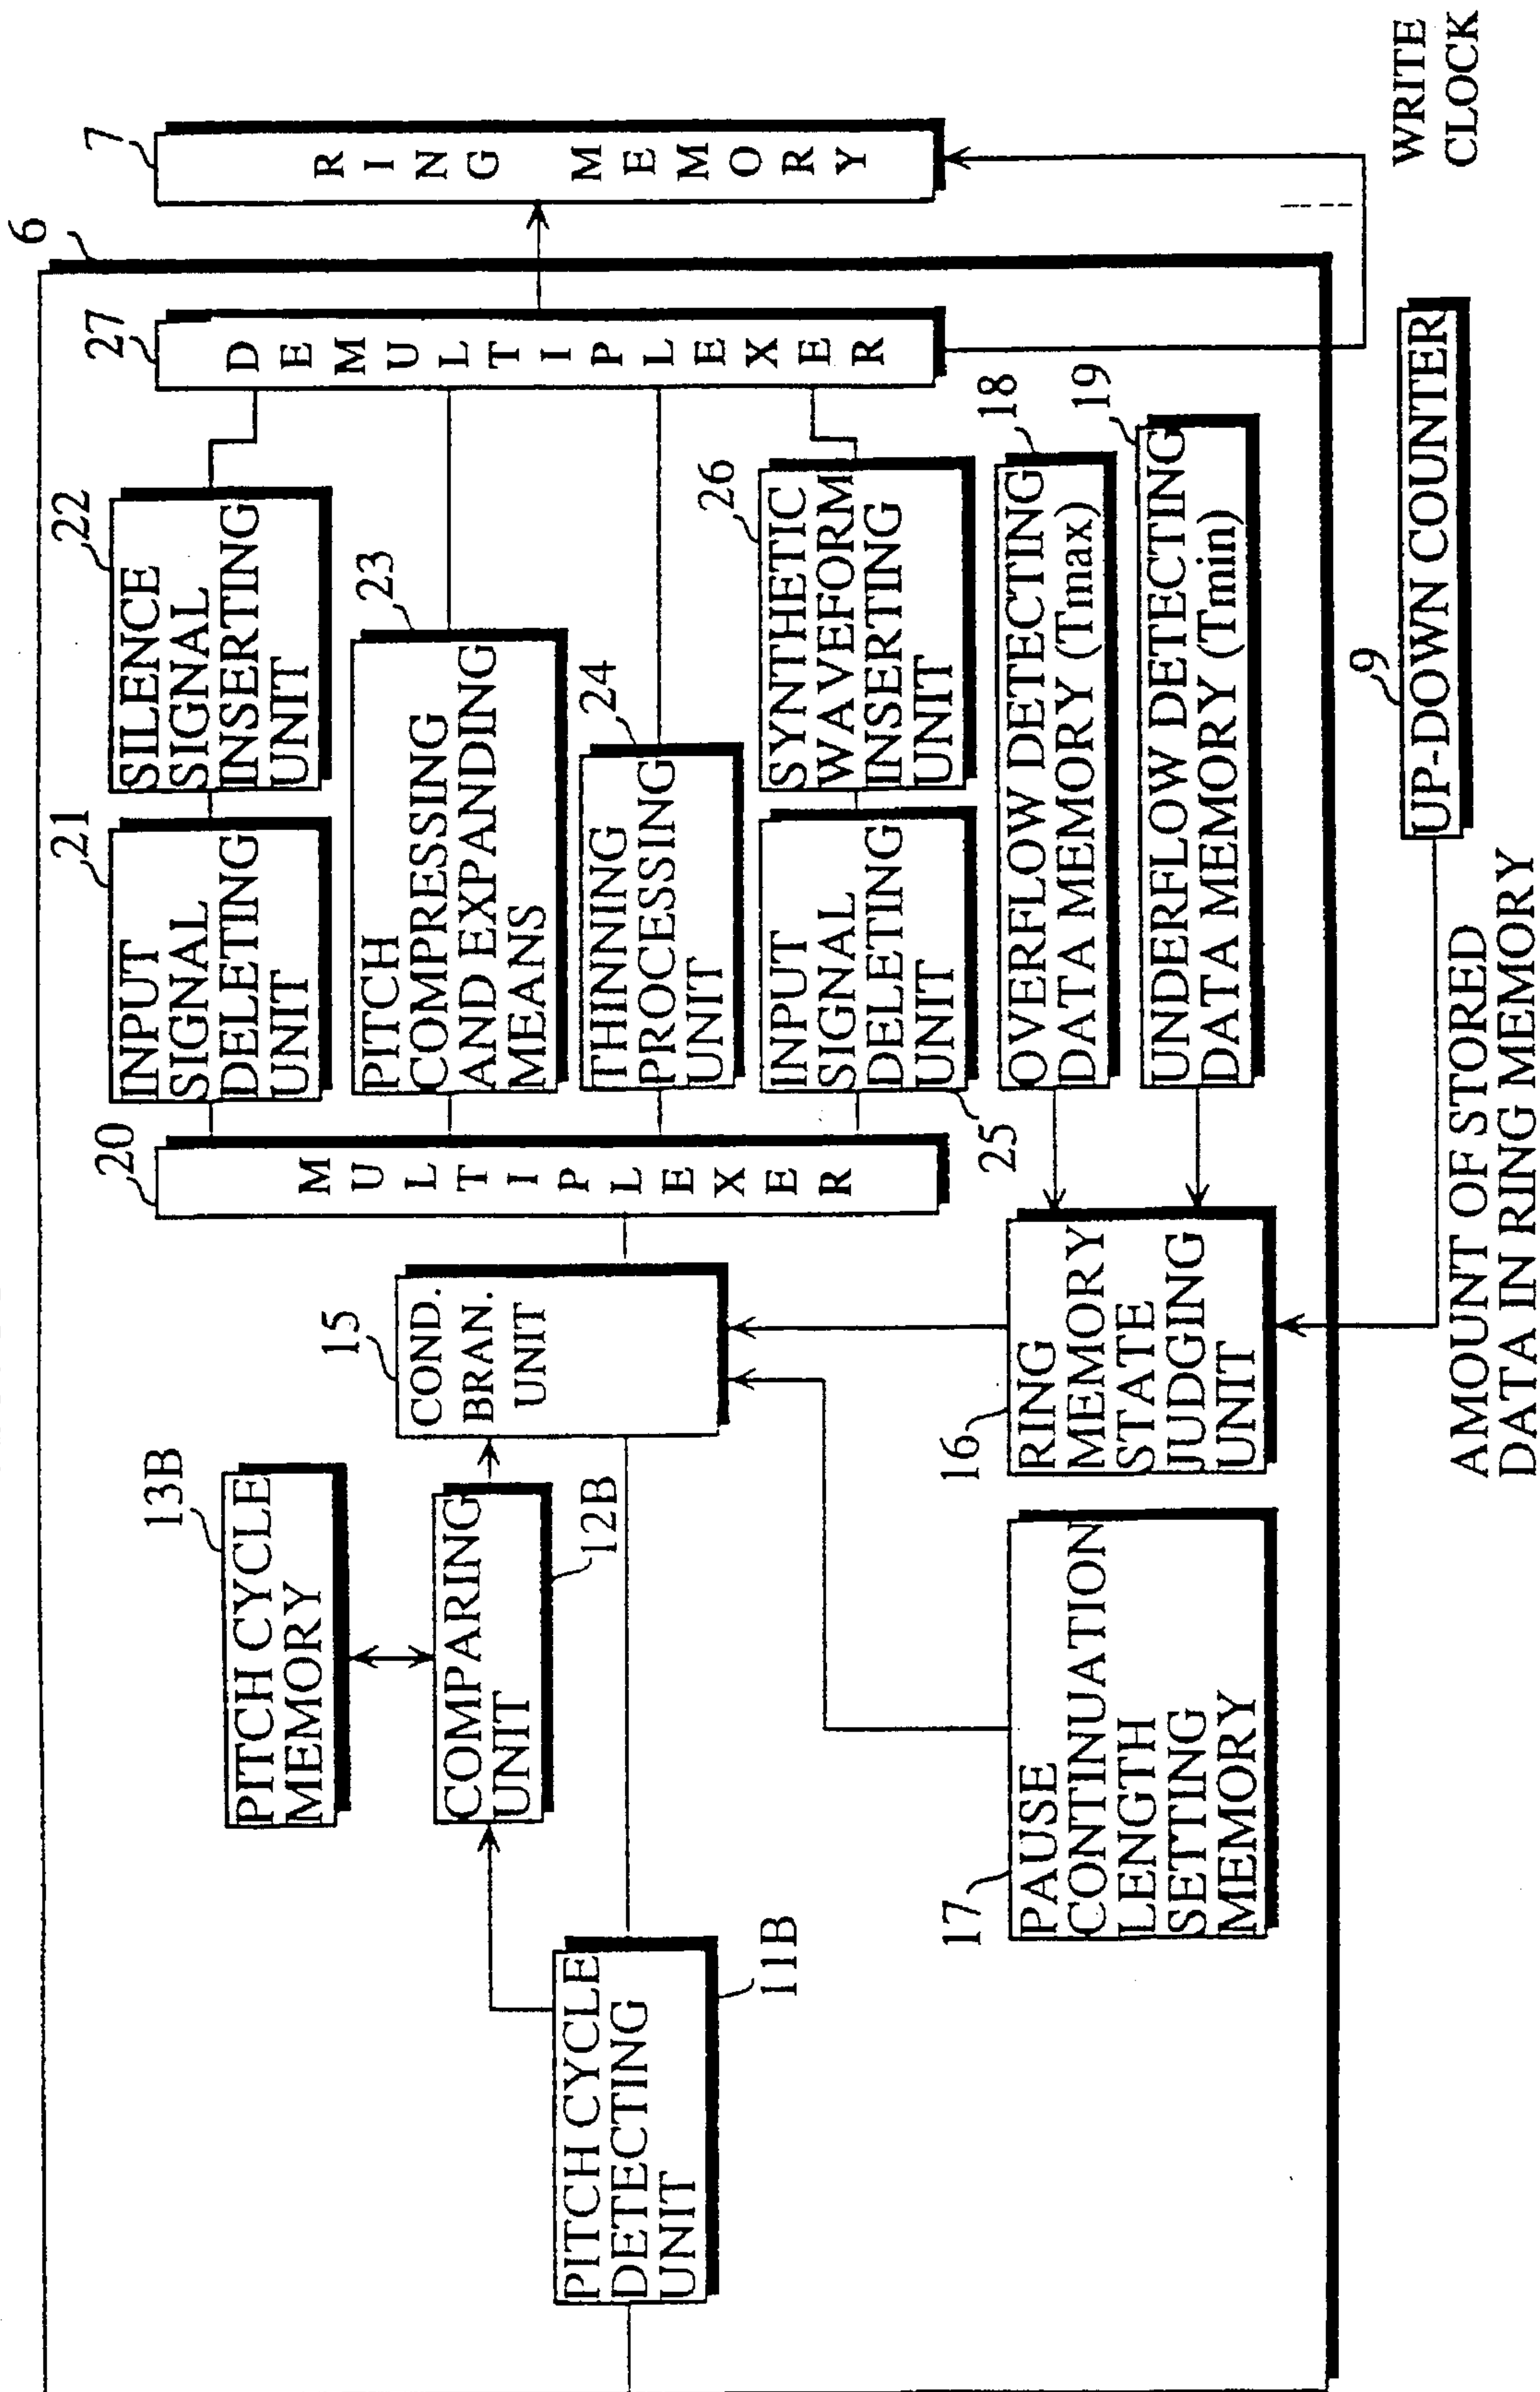 6
7
RING MEMORY
27
DEMULTIPLEXER
22
SILENCE
SIGNAL
INSERTING
UNIT
21
INPUT
SIGNAL
DELETING
UNIT
23
PITCH
COMPRESSING
AND EXPANDING
MEANS
24
THINNING
PROCESSING
UNIT
26
SYNTHETIC
WAVEFORM
INSERTING
UNIT
INPUT
SIGNAL
DELETING
UNIT
25
18
OVERFLOW DETECTING
DATA MEMORY (Tmax)
19
UNDERFLOW DETECTING
DATA MEMORY (Tmin)
20
MULTIPLEXER
15
COND.
BRAN.
UNIT
13B
PITCH CYCLE
MEMORY
COMPARING
UNIT
12B
PITCH CYCLE
DETECTING
UNIT
11B
16
RING
MEMORY
STATE
JUDGING
UNIT
17
PAUSE
CONTINUATION
LENGTH
SETTING
MEMORY
9
UP-DOWN COUNTER
WRITE
CLOCK
AMOUNT OF STORED
DATA IN RING MEMORY